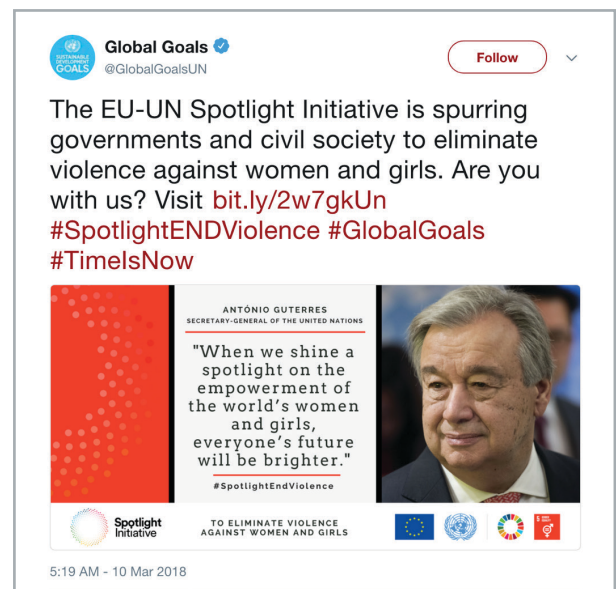 SUSTAINABLE
DEVELOPMENT
GOALS
Global Goals
@GlobalGoalsUN
Follow
The EU-UN Spotlight Initiative is spurring
governments and civil society to eliminate
violence against women and girls. Are you
with us? Visit bit.ly/2w7gkUn
#SpotlightENDViolence #GlobalGoals
#TimeIsNow
ANTÓNIO GUTERRES
SECRETARY-GENERAL OF THE UNITED NATIONS
"When we shine a
spotlight on the
empowerment of
the world's women
and girls,
everyone's future
will be brighter."
#SpotlightEndViolence
Spotlight
Initiative
TO ELIMINATE VIOLENCE
AGAINST WOMEN AND GIRLS
5:19 AM - 10 Mar 2018